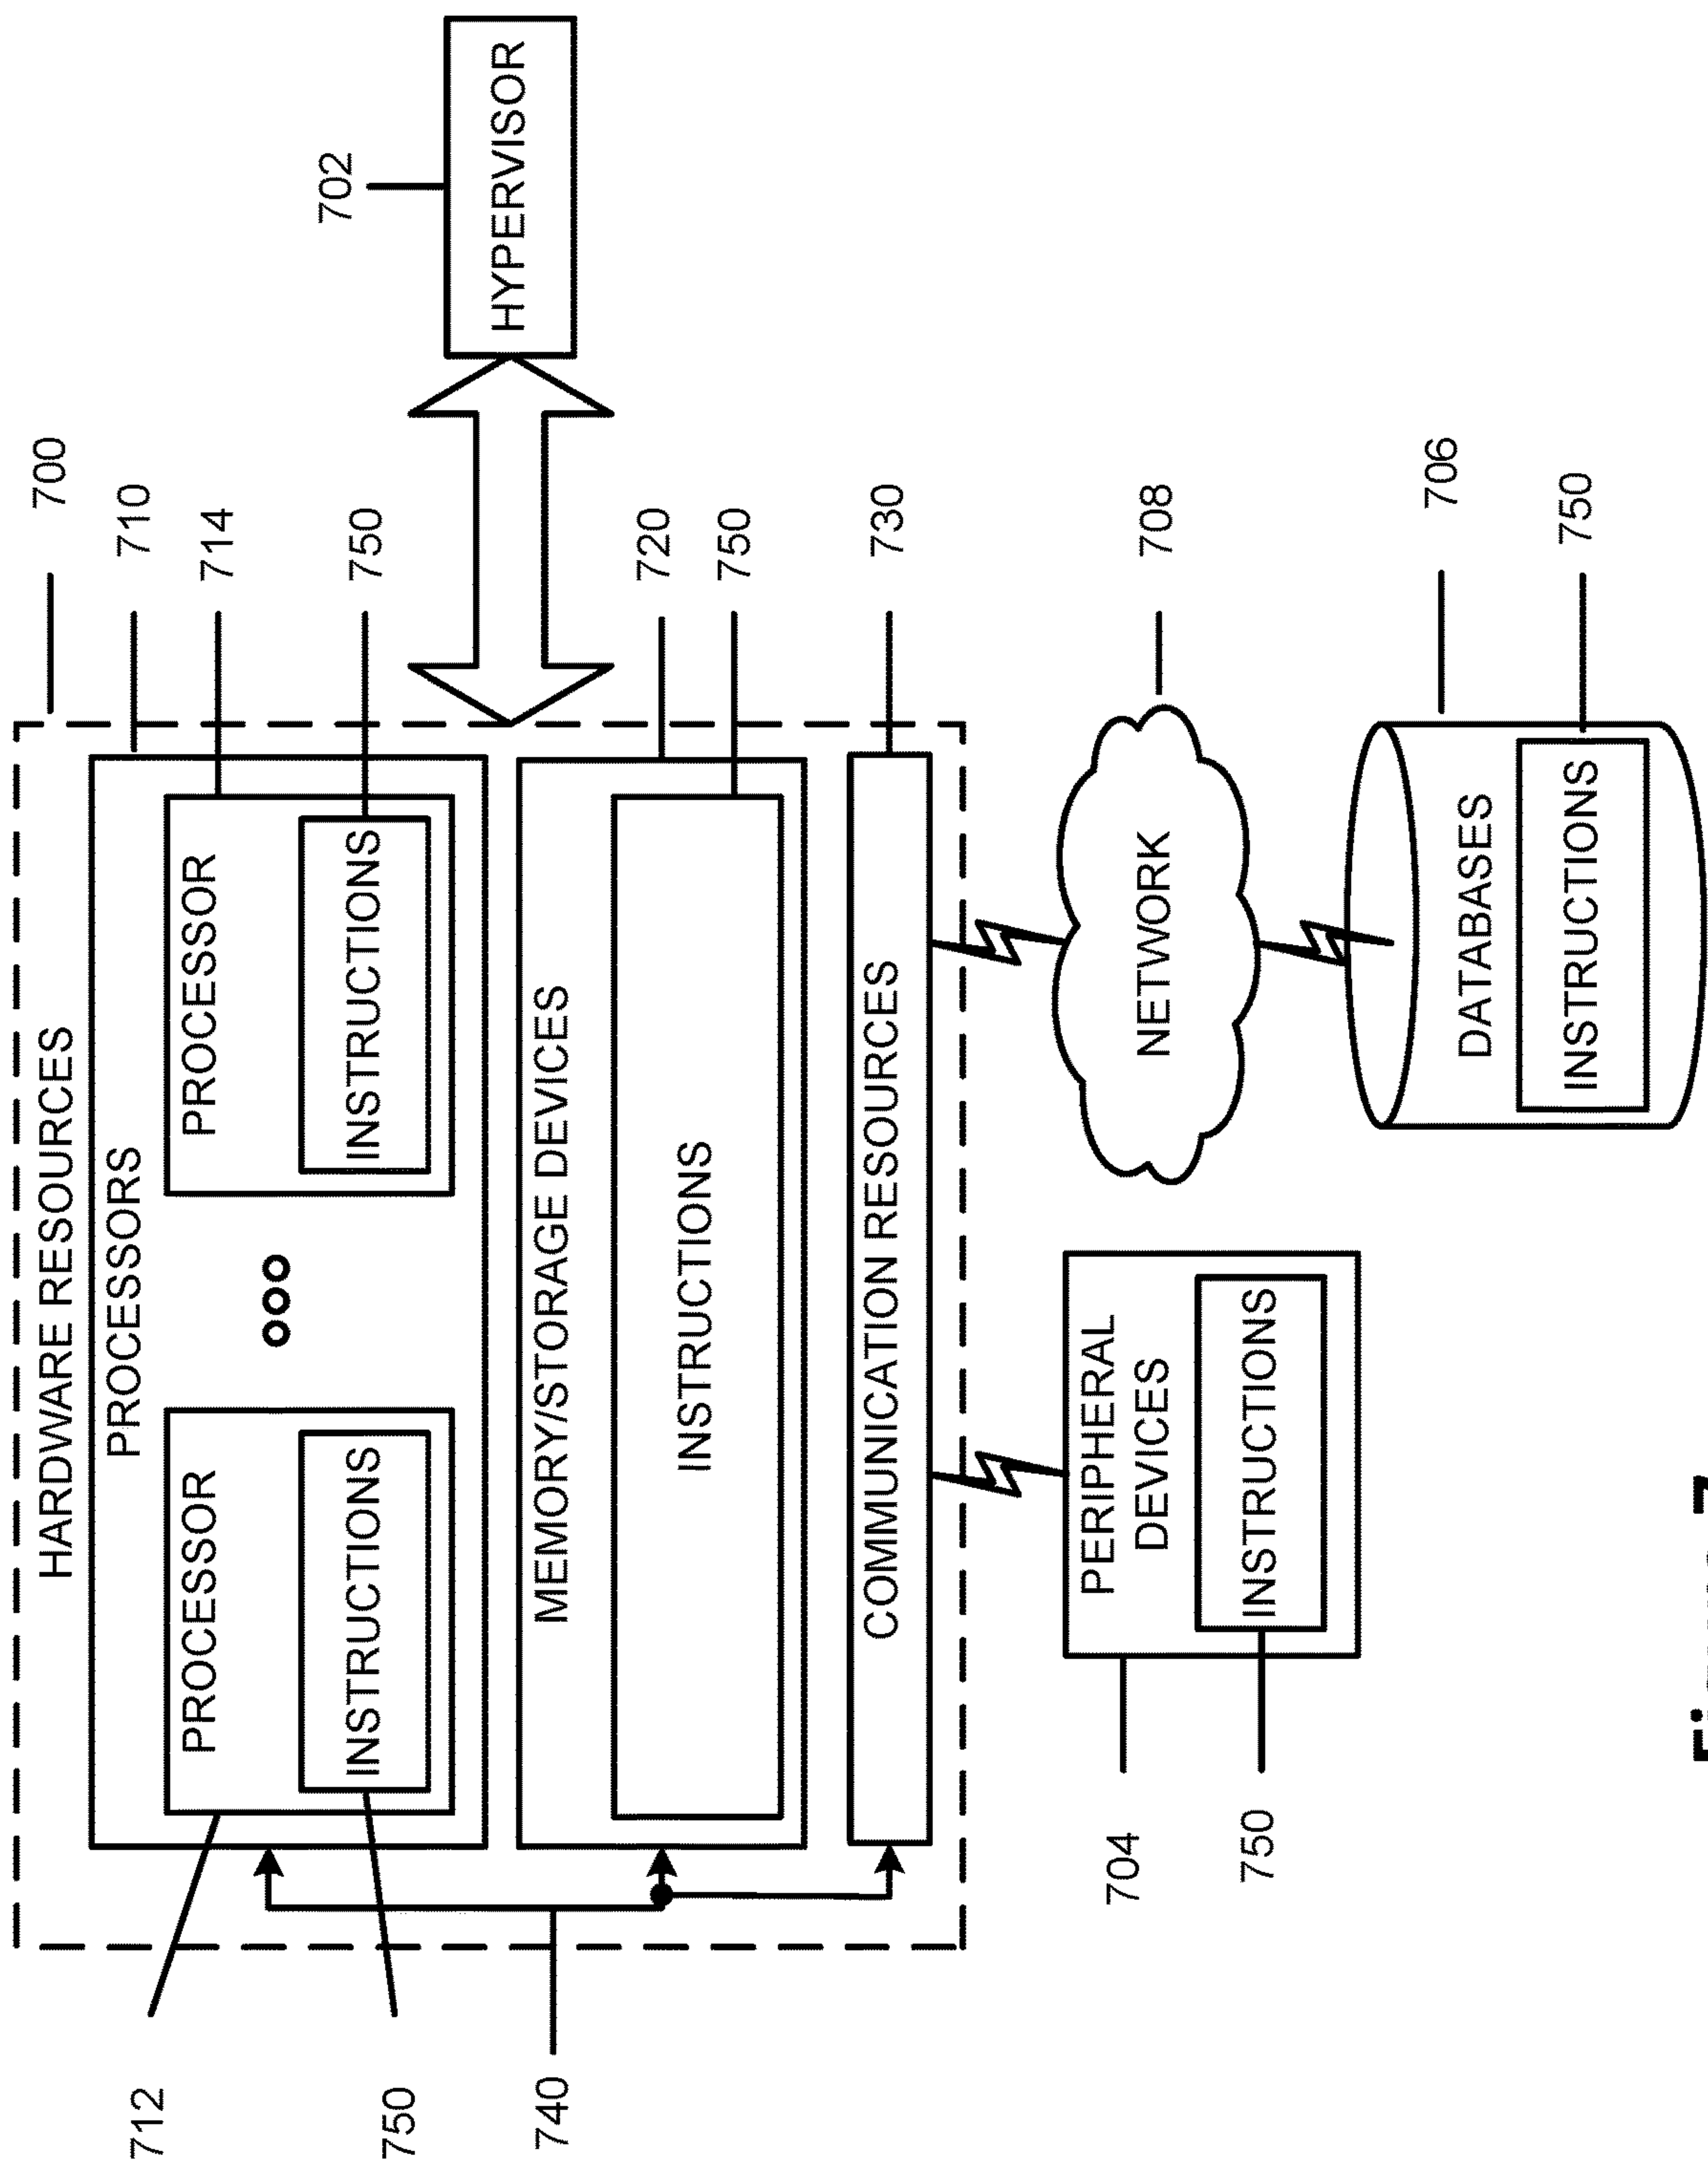 HARDWARE RESOURCES
700
PROCESSORS
710
712
PROCESSOR
PROCESSOR
714
750
INSTRUCTIONS
INSTRUCTIONS
750
702
HYPERVISOR
740
MEMORY/STORAGE DEVICES
720
INSTRUCTIONS
750
COMMUNICATION RESOURCES
730
704
PERIPHERAL
DEVICES
750
INSTRUCTIONS
NETWORK
708
DATABASES
706
INSTRUCTIONS
750